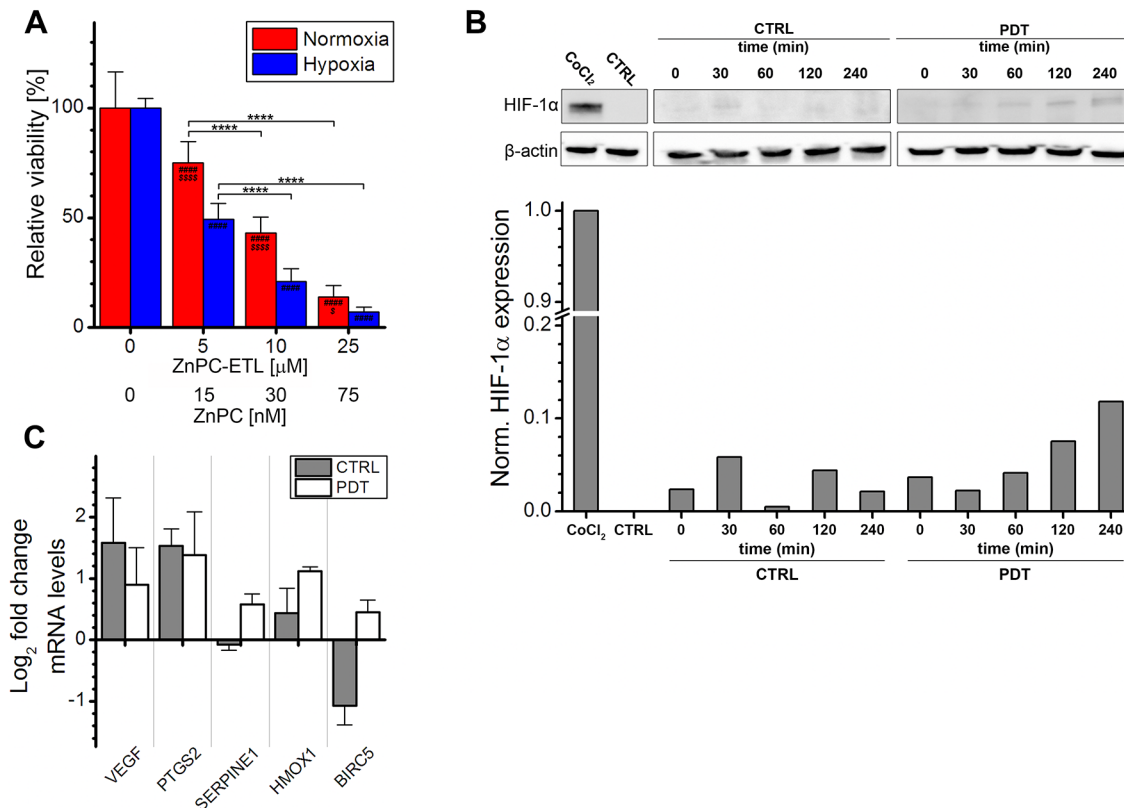 A
Relative viability [%]
100
50
0
Normoxia
Hypoxia
****
****
****
****
####
$$$$
####
####
$$$$
####
####
$
####
0 5 10 25
ZnPC-ETL [μM]
0 15 30 75
ZnPC [nM]
B
CTRL PDT
time (min) time (min)
CoCl₂ CTRL 0 30 60 120 240 0 30 60 120 240
HIF-1α
β-actin
Norm. HIF-1α expression
1.0
0.9
0.2
0.1
0.0
CoCl₂ CTRL 0 30 60 120 240 0 30 60 120 240
time (min) time (min)
CTRL PDT
C
Log₂ fold change
mRNA levels
2
1
0
-1
CTRL
PDT
VEGF PTGS2 SERPINE1 HMOX1 BIRC5